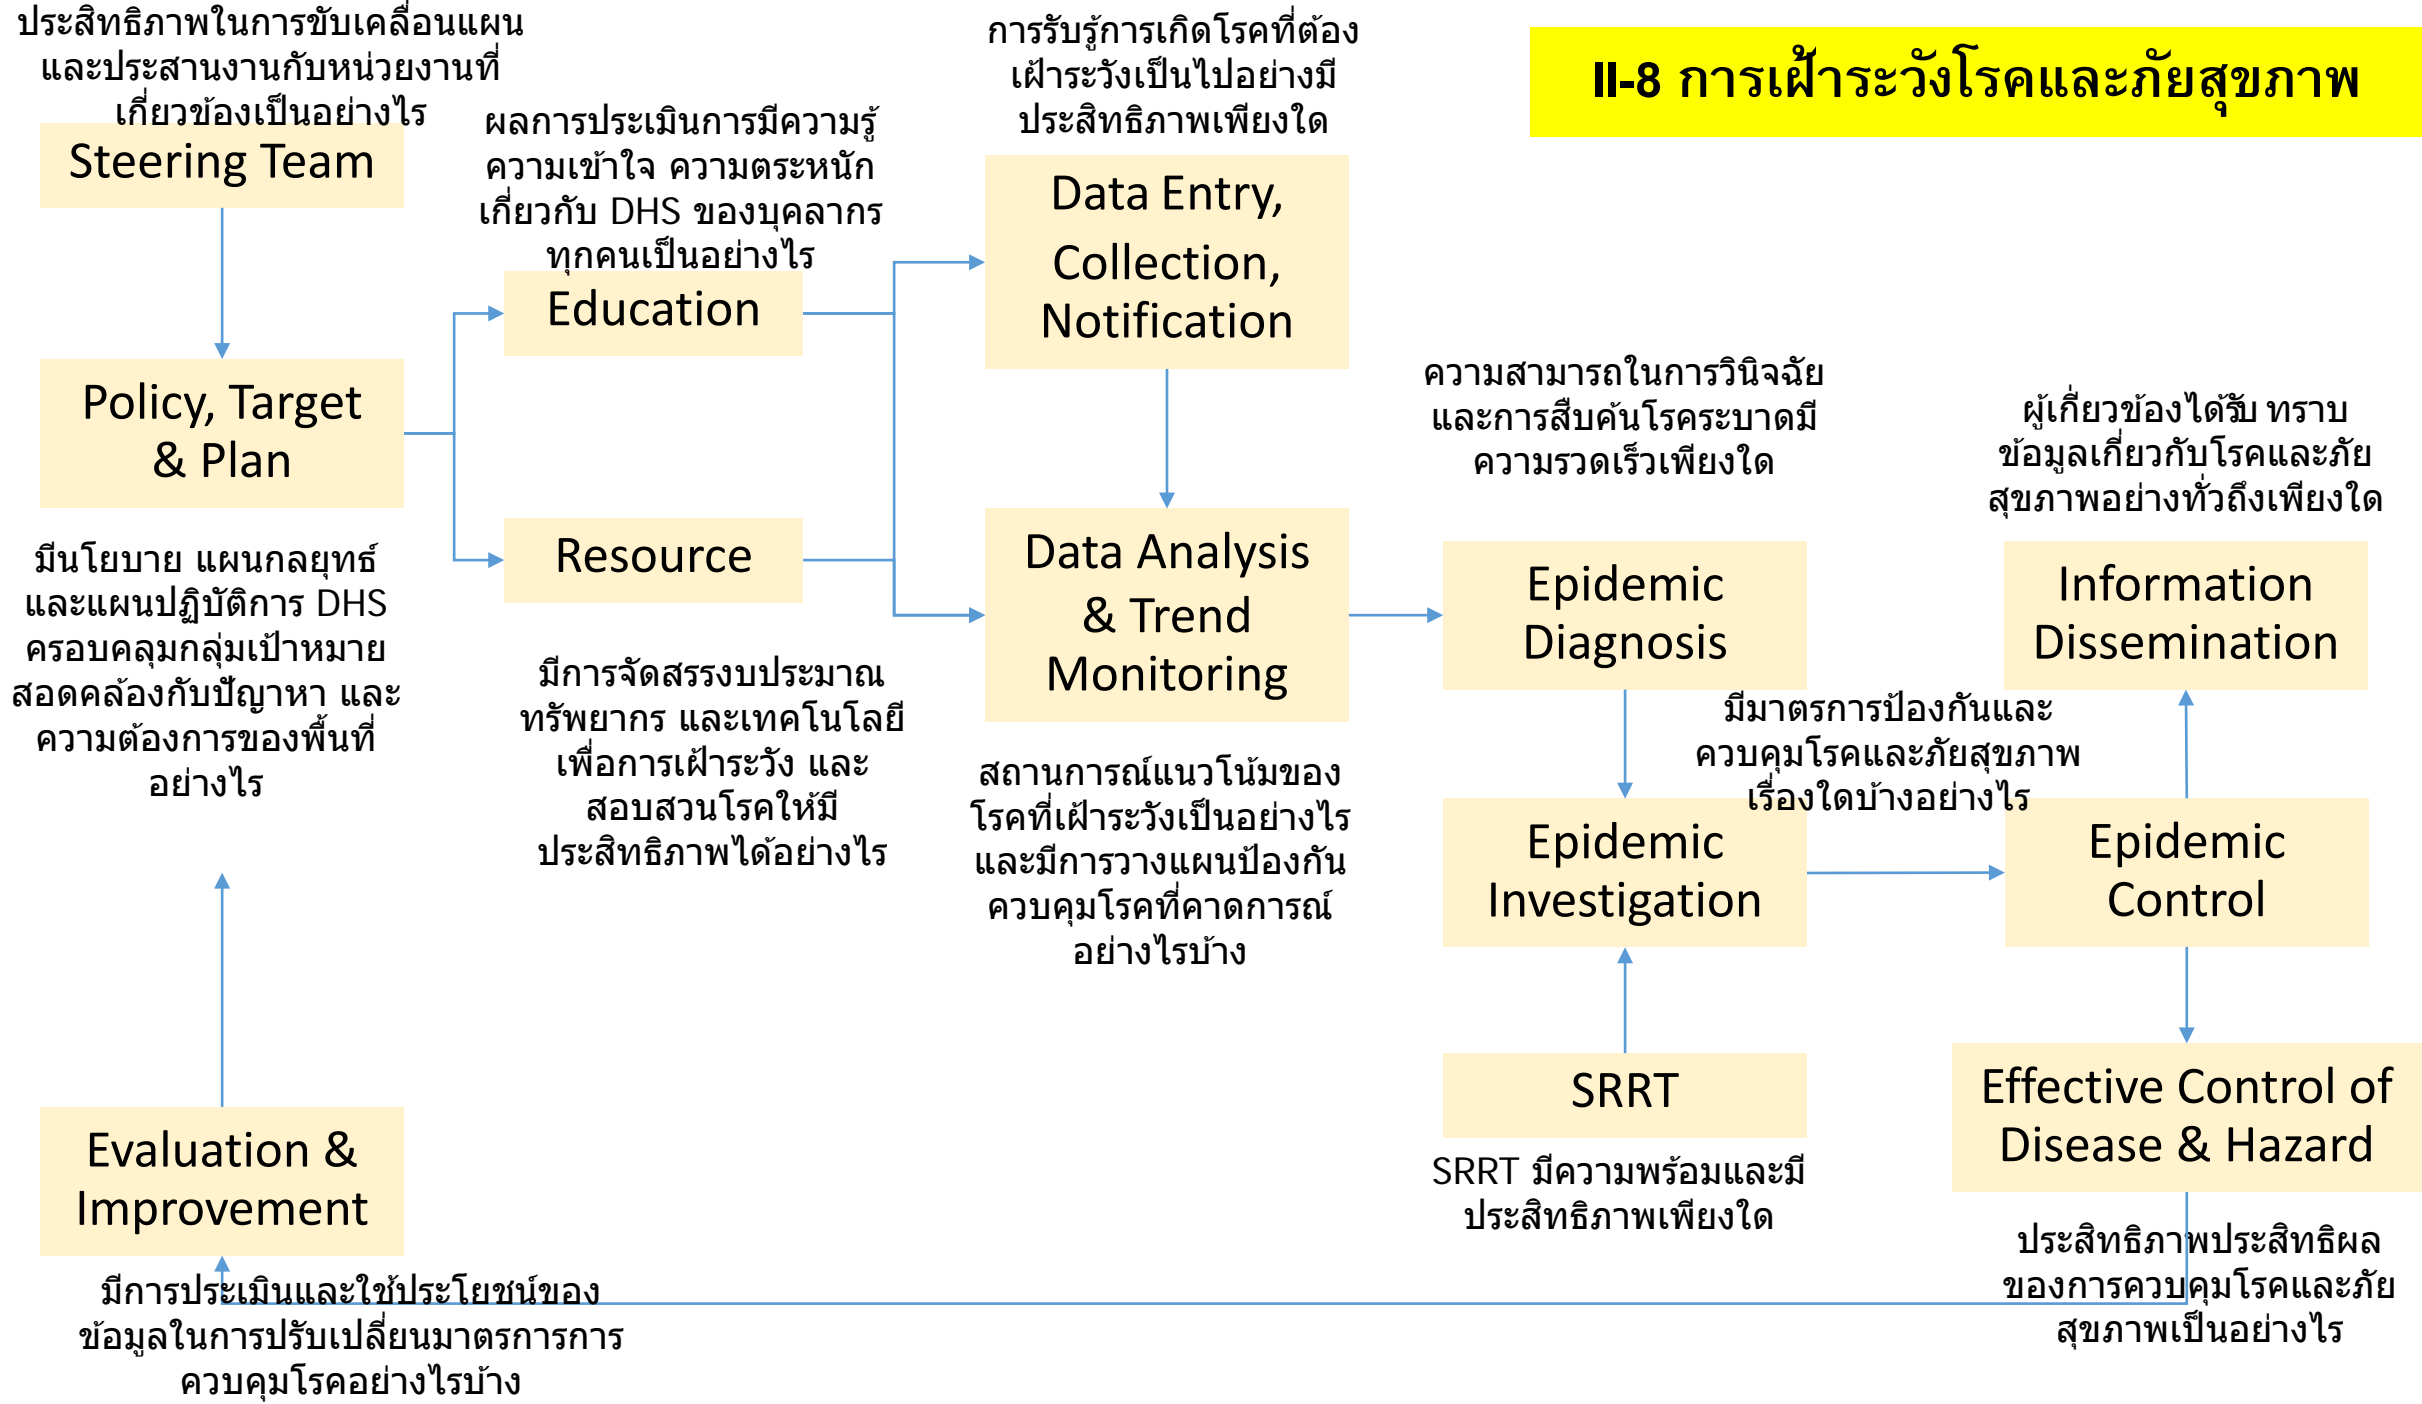 ประสิทธิภาพในการขับเคลื่อนแผน
และประสานงานกับหน่วยงานที่
เกี่ยวข้องเป็นอย่างไร
Steering Team
Policy, Target
& Plan
มีนโยบาย แผนกลยุทธ์
และแผนปฏิบัติการ DHS
ครอบคลุมกลุ่มเป้าหมาย
สอดคล้องกับปัญาหา และ
ความต้องการของพื้นที่
อย่างไร
Evaluation &
Improvement
มีการประเมินและใช้ประโยชน์ของ
ข้อมูลในการปรับเปลี่ยนมาตรการการ
ควบคุมโรคอย่างไรบ้าง
ผลการประเมินการมีความรู้
ความเข้าใจ ความตระหนัก
เกี่ยวกับ DHS ของบุคลากร
ทุกคนเป็นอย่างไร
Education
Resource
มีการจัดสรรงบประมาณ
ทรัพยากร และเทคโนโลยี
เพื่อการเฝ้าระวัง และ
สอบสวนโรคให้มี
ประสิทธิภาพได้อย่างไร
การรับรู้การเกิดโรคที่ต้อง
เฝ้าระวังเป็นไปอย่างมี
ประสิทธิภาพเพียงใด
Data Entry,
Collection,
Notification
Data Analysis
& Trend
Monitoring
สถานการณ์แนวโน้มของ
โรคที่เฝ้าระวังเป็นอย่างไร
และมีการวางแผนป้องกัน
ควบคุมโรคที่คาดการณ์
อย่างไรบ้าง
II-8 การเฝ้าระวังโรคและภัยสุขภาพ
ความสามารถในการวินิจฉัย
และการสืบค้นโรคระบาดมี
ความรวดเร็วเพียงใด
Epidemic
Diagnosis
Epidemic
Investigation
SRRT
SRRT มีความพร้อมและมี
ประสิทธิภาพเพียงใด
ผู้เกี่ยวข้องได้รับ ทราบ
ข้อมูลเกี่ยวกับโรคและภัย
สุขภาพอย่างทั่วถึงเพียงใด
Information
Dissemination
มีมาตรการป้องกันและ
ควบคุมโรคและภัยสุขภาพ
เรื่องใดบ้างอย่างไร
Epidemic
Control
Effective Control of
Disease & Hazard
ประสิทธิภาพประสิทธิผล
ของการควบคุมโรคและภัย
สุขภาพเป็นอย่างไร